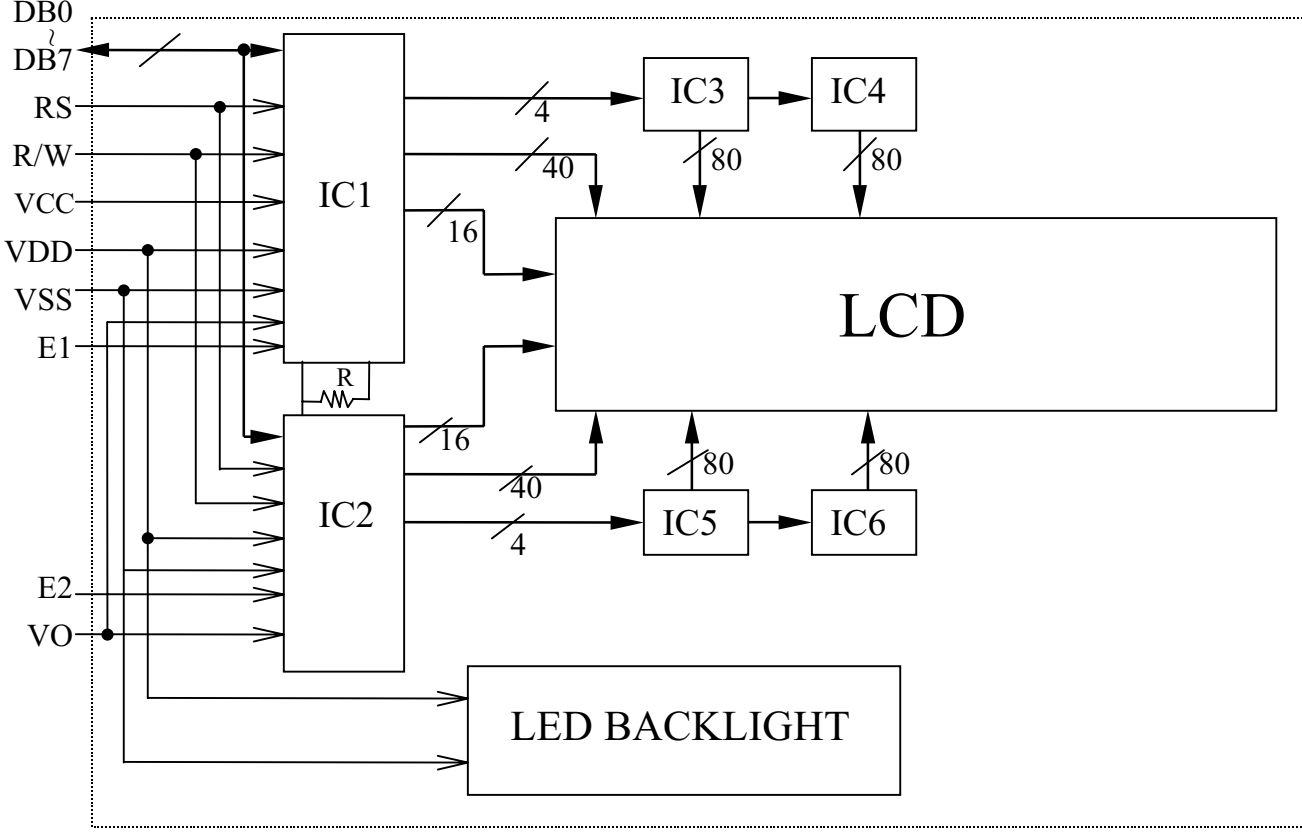 DB0
~
DB7
RS
R/W
VCC
VDD
VSS
E1
E2
VO
IC1
R
IC2
4
40
16
16
40
4
IC3
IC4
80
80
LCD
80
80
IC5
IC6
LED BACKLIGHT